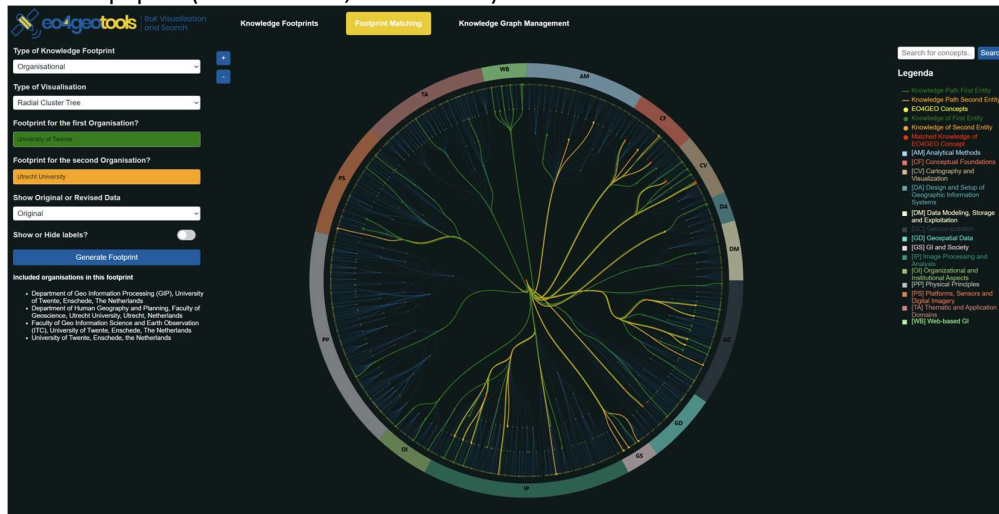 eo4geotools
BoK Visualization
and Search
Knowledge Footprints
Footprint Matching
Knowledge Graph Management
Type of Knowledge Footprint
Organisational
Type of Visualisation
Radial Cluster Tree
Footprint for the first Organisation?
University of Twente
Footprint for the second Organisation?
Utrecht University
Show Original or Revised Data
Original
Show or Hide labels?
Generate Footprint
Included organisations in this footprint
Department of Geo Information Processing (GIP), University
of Twente, Enschede, The Netherlands
Department of Human Geography and Planning, Faculty of
Geoscience, Utrecht University, Utrecht, Netherlands
Faculty of Geo Information Science and Earth Observation
(ITC), University of Twente, Enschede, The Netherlands
University of Twente, Enschede, the Netherlands
+
-
WB
AM
CF
CV
DA
DM
GC
GD
GS
IP
OI
PP
PS
TA
Search for concepts..
Searc
Legenda
Knowledge Path First Entity
Knowledge Path Second Entity
EO4GEO Concepts
Knowledge of First Entity
Knowledge of Second Entity
Matched Knowledge of
EO4GEO Concept
[AM] Analytical Methods
[CF] Conceptual Foundations
[CV] Cartography and
Visualization
[DA] Design and Setup of
Geographic Information
Systems
[DM] Data Modeling, Storage
and Exploitation
[GC] Geocomputation
[GD] Geospatial Data
[GS] GI and Society
[IP] Image Processing and
Analysis
[OI] Organizational and
Institutional Aspects
[PP] Physical Principles
[PS] Platforms, Sensors and
Digital Imagery
[TA] Thematic and Application
Domains
[WB] Web-based GI